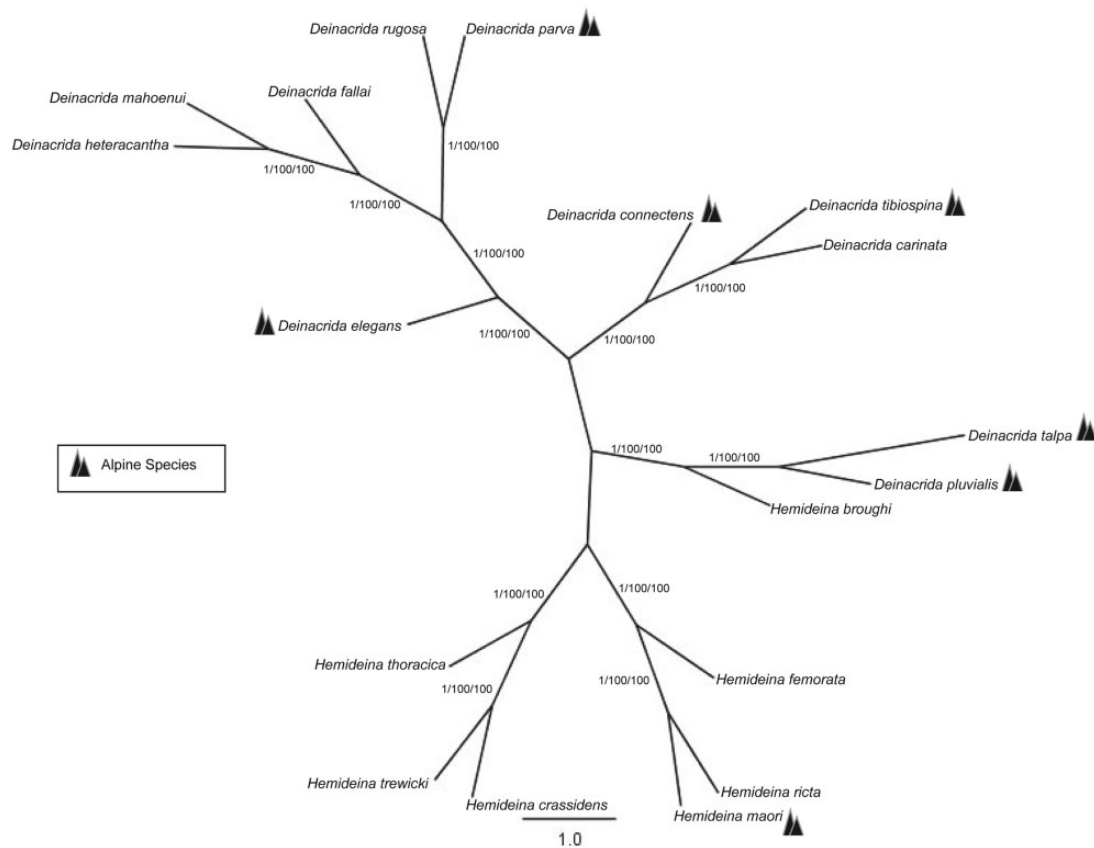 Deinacrida rugosa
Deinacrida parva
Deinacrida mahoenui
Deinacrida fallai
Deinacrida heteracantha
1/100/100
1/100/100
1/100/100
Deinacrida connectens
Deinacrida tibiospina
Deinacrida carinata
1/100/100
1/100/100
Deinacrida elegans
1/100/100
1/100/100
Deinacrida talpa
1/100/100
1/100/100
Alpine Species
Deinacrida pluvialis
Hemideina broughi
1/100/100
1/100/100
Hemideina thoracica
Hemideina femorata
1/100/100
1/100/100
Hemideina trewicki
Hemideina crassidens
Hemideina ricta
Hemideina maori
1.0